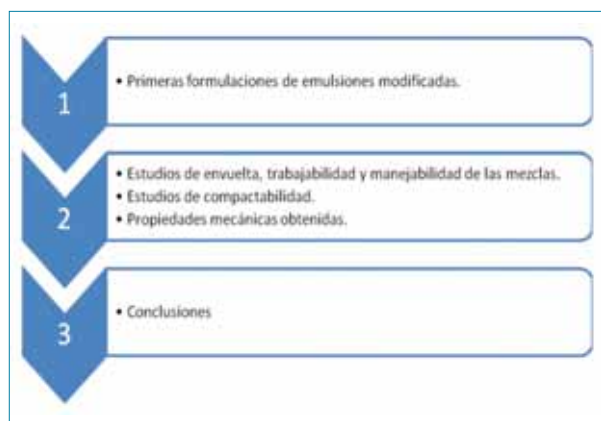 1
• Primeras formulaciones de emulsiones modificadas.
2
• Estudios de envuelta, trabajabilidad y manejabilidad de las mezclas.
• Estudios de compactabilidad.
• Propiedades mecánicas obtenidas.
3
• Conclusiones